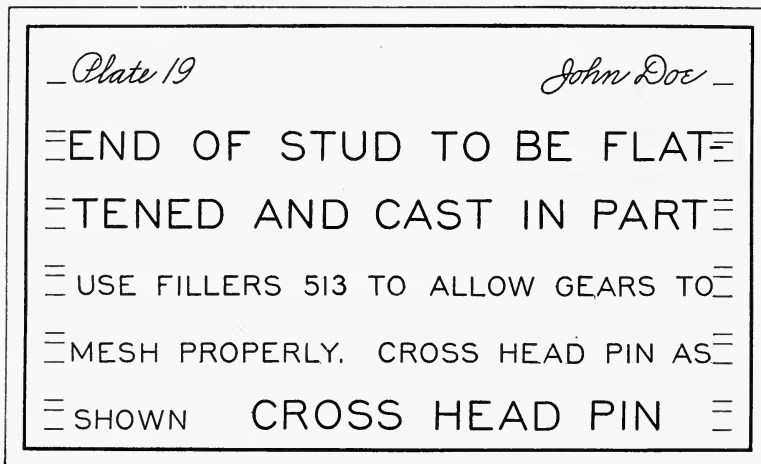 Plate 19 John Doe
END OF STUD TO BE FLAT-
TENED AND CAST IN PART
USE FILLERS 513 TO ALLOW GEARS TO
MESH PROPERLY. CROSS HEAD PIN AS
SHOWN CROSS HEAD PIN